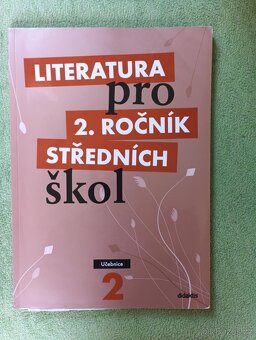 LITERATURA
pro
2. ROČNÍK
STŘEDNÍCH
škol
Učebnice
2
didaktis